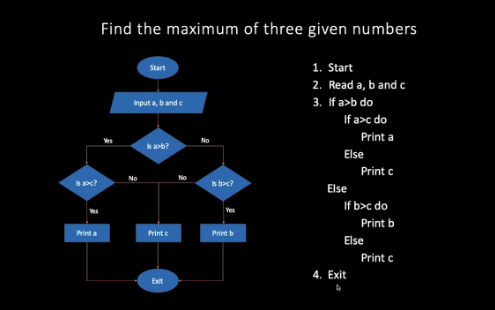 Find the maximum of three given numbers
Start
Input a, b and c
Is a>b?
Yes
No
Is a>c?
No
No
Is b>c?
Yes
Yes
Print a
Print c
Print b
Exit
1. Start
2. Read a, b and c
3. If a>b do
If a>c do
Print a
Else
Print c
Else
If b>c do
Print b
Else
Print c
4. Exit